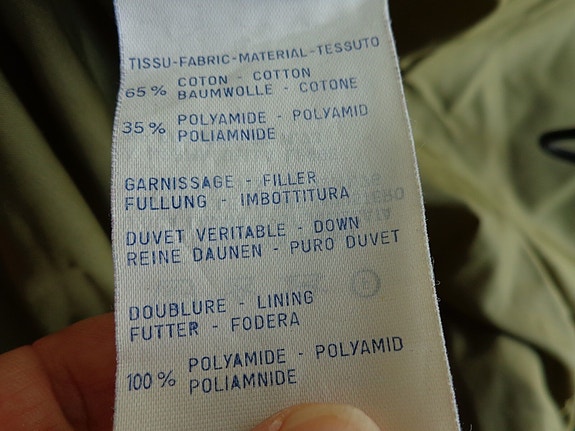 TISSU-FABRIC-MATERIAL-TESSUTO
65% COTON - COTTON
BAUMWOLLE - COTONE
35% POLYAMIDE - POLYAMID
POLIAMNIDE
GARNISSAGE - FILLER
FULLUNG - IMBOTTITURA
DUVET VERITABLE - DOWN
REINE DAUNEN - PURO DUVET
DOUBLURE - LINING
FUTTER - FODERA
100% POLYAMIDE - POLYAMID
POLIAMNIDE